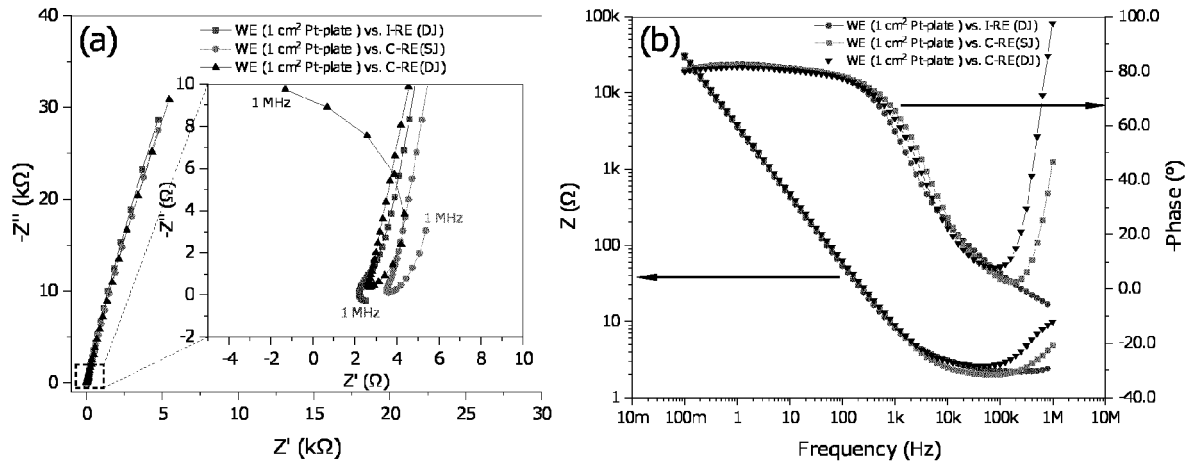 (a)
WE (1 cm² Pt-plate ) vs. I-RE (DJ)
WE (1 cm² Pt-plate ) vs. C-RE (SJ)
WE (1 cm² Pt-plate ) vs. C-RE (DJ)
-40
-30
-20
10
0
-Z'' (kΩ)
0
5
10
15
20
25
30
Z' (kΩ)
10
8
6
4
2
0
-2
-Z'' (Ω)
1 MHz
1 MHz
1 MHz
-4
-2
0
2
4
6
8
10
Z' (Ω)
(b)
WE (1 cm² Pt-plate ) vs. I-RE (DJ)
WE (1 cm² Pt-plate ) vs. C-RE(SJ)
WE (1 cm² Pt-plate ) vs. C-RE(DJ)
100k
10k
1k
100
10
1
Z (Ω)
10m
100m
1
10
100
1k
10k
100k
1M
10M
Frequency (Hz)
100.0
80.0
60.0
40.0
20.0
0.0
-20.0
-40.0
-Phase (º)